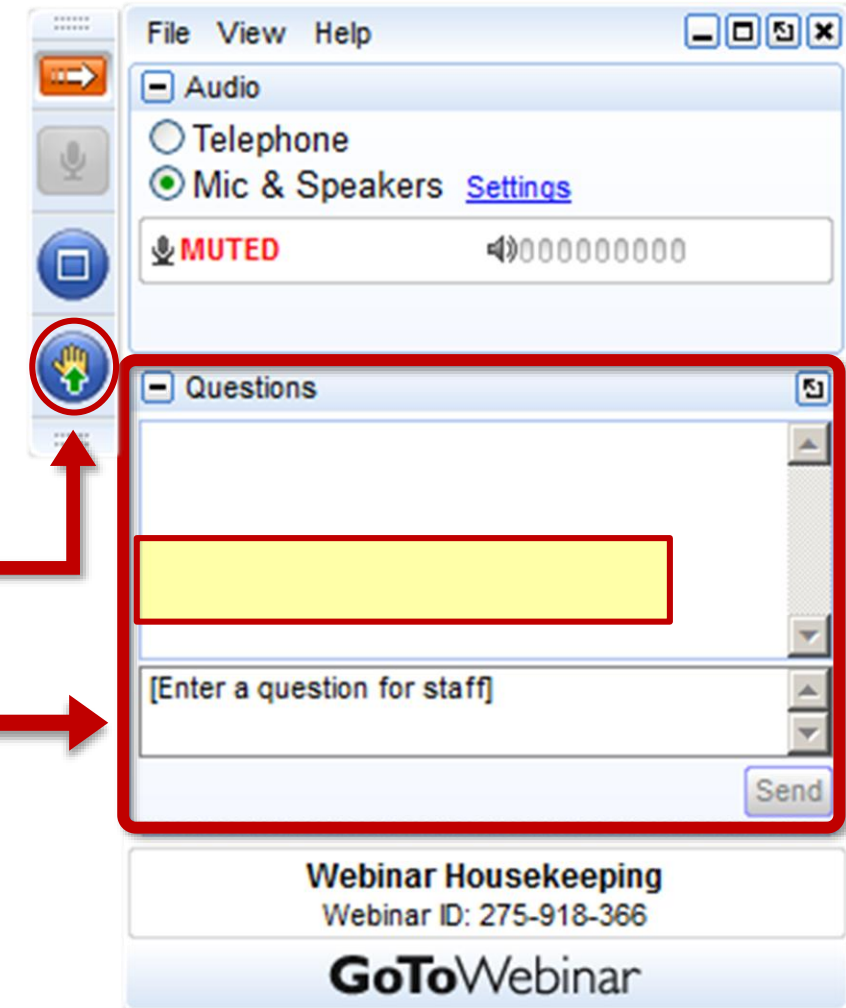 File View Help
Audio
Telephone
Mic & Speakers Settings
MUTED 000000000
Questions
[Enter a question for staff]
Send
Webinar Housekeeping
Webinar ID: 275-918-366
GoToWebinar